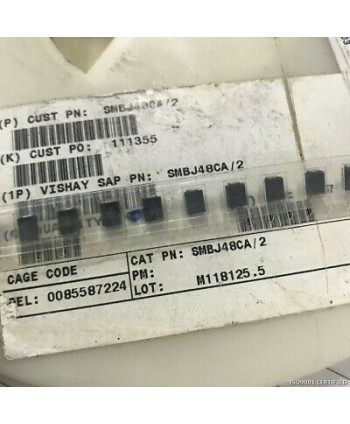 (P) CUST PN: SMBJ48CA/2
(K) CUST PO: 111355
(1P) VISHAY SAP PN: SMBJ48CA/2
CAGE CODE
DEL: 0085587224
CAT PN: SMBJ48CA/2
PM:
LOT: M118125.5